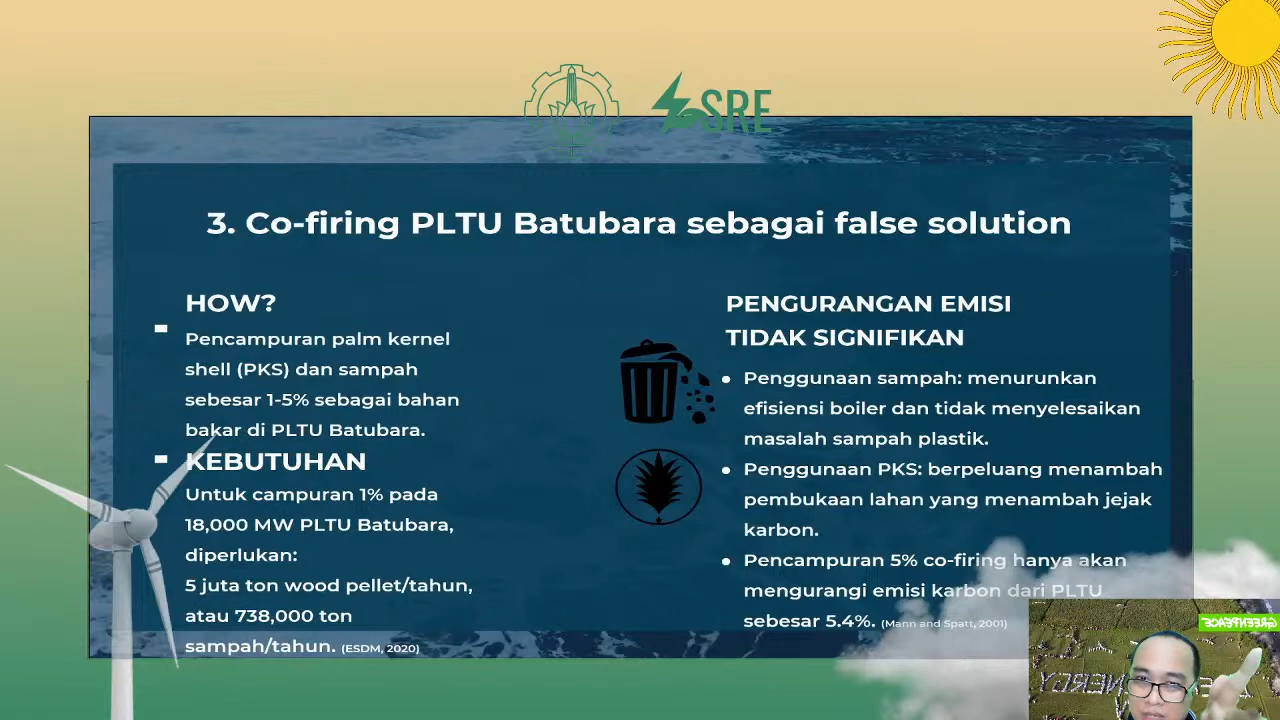 SRE
3. Co-firing PLTU Batubara sebagai false solution
HOW?
Pencampuran palm kernel
shell (PKS) dan sampah
sebesar 1-5% sebagai bahan
bakar di PLTU Batubara.
KEBUTUHAN
Untuk campuran 1% pada
18,000 MW PLTU Batubara,
diperlukan:
5 juta ton wood pellet/tahun,
atau 738,000 ton
sampah/tahun. (ESDM, 2020)
PENGURANGAN EMISI
TIDAK SIGNIFIKAN
Penggunaan sampah: menurunkan
efisiensi boiler dan tidak menyelesaikan
masalah sampah plastik.
Penggunaan PKS: berpeluang menambah
pembukaan lahan yang menambah jejak
karbon.
Pencampuran 5% co-firing hanya akan
mengurangi emisi karbon dari PLTU
sebesar 5.4%. (Mann and Spatt, 2001)
GREENPEACE